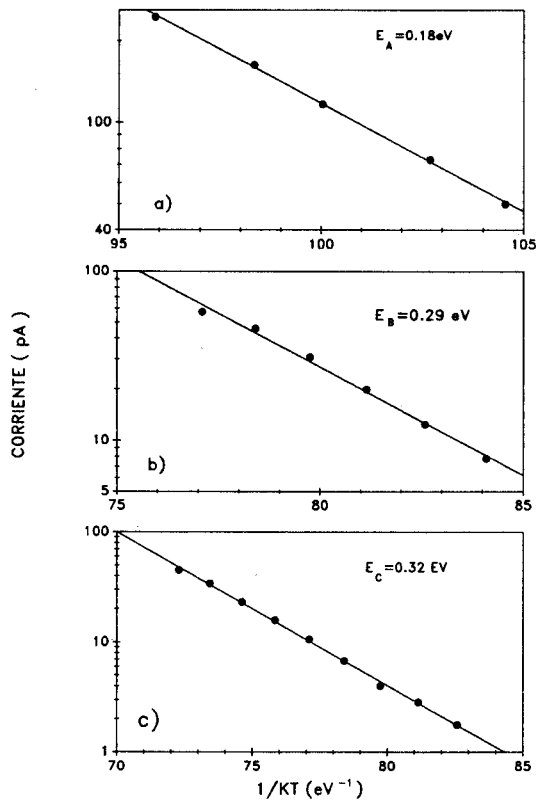 E_A=0.18eV
100
40
a)
95
100
105
100
10
5
E_B=0.29 eV
b)
75
80
85
CORRIENTE ( pA )
100
10
1
E_C=0.32 EV
c)
70
75
80
85
1/KT (eV⁻¹)